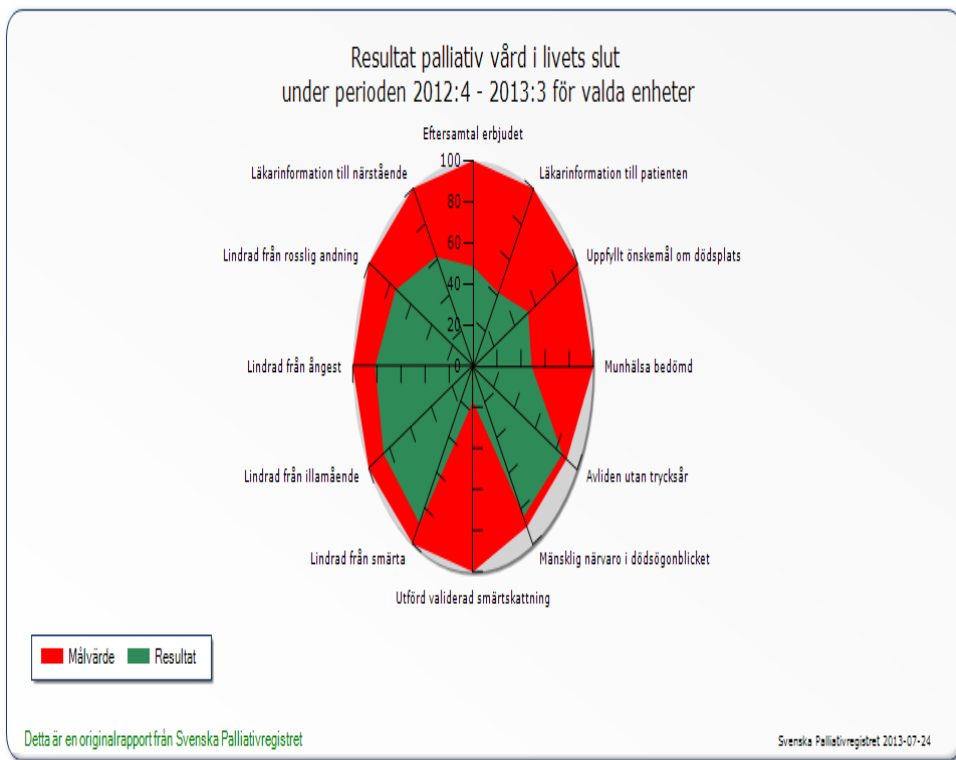 Resultat palliativ vård i livets slut
under perioden 2012:4 - 2013:3 för valda enheter
Eftersamtal erbjudet
Läkarinformation till närstående
Läkarinformation till patienten
Lindrad från rosslig andning
Uppfyllt önskemål om dödsplats
Lindrad från ångest
Munhälsa bedömd
Lindrad från illamående
Avliden utan trycksår
Lindrad från smärta
Mänsklig närvaro i dödsögonblicket
Utförd validerad smärtskattning
100
80
60
40
20
0
Målvärde Resultat
Detta är en originalrapport från Svenska Palliativregistret
Svenska Palliativregistret 2013-07-24